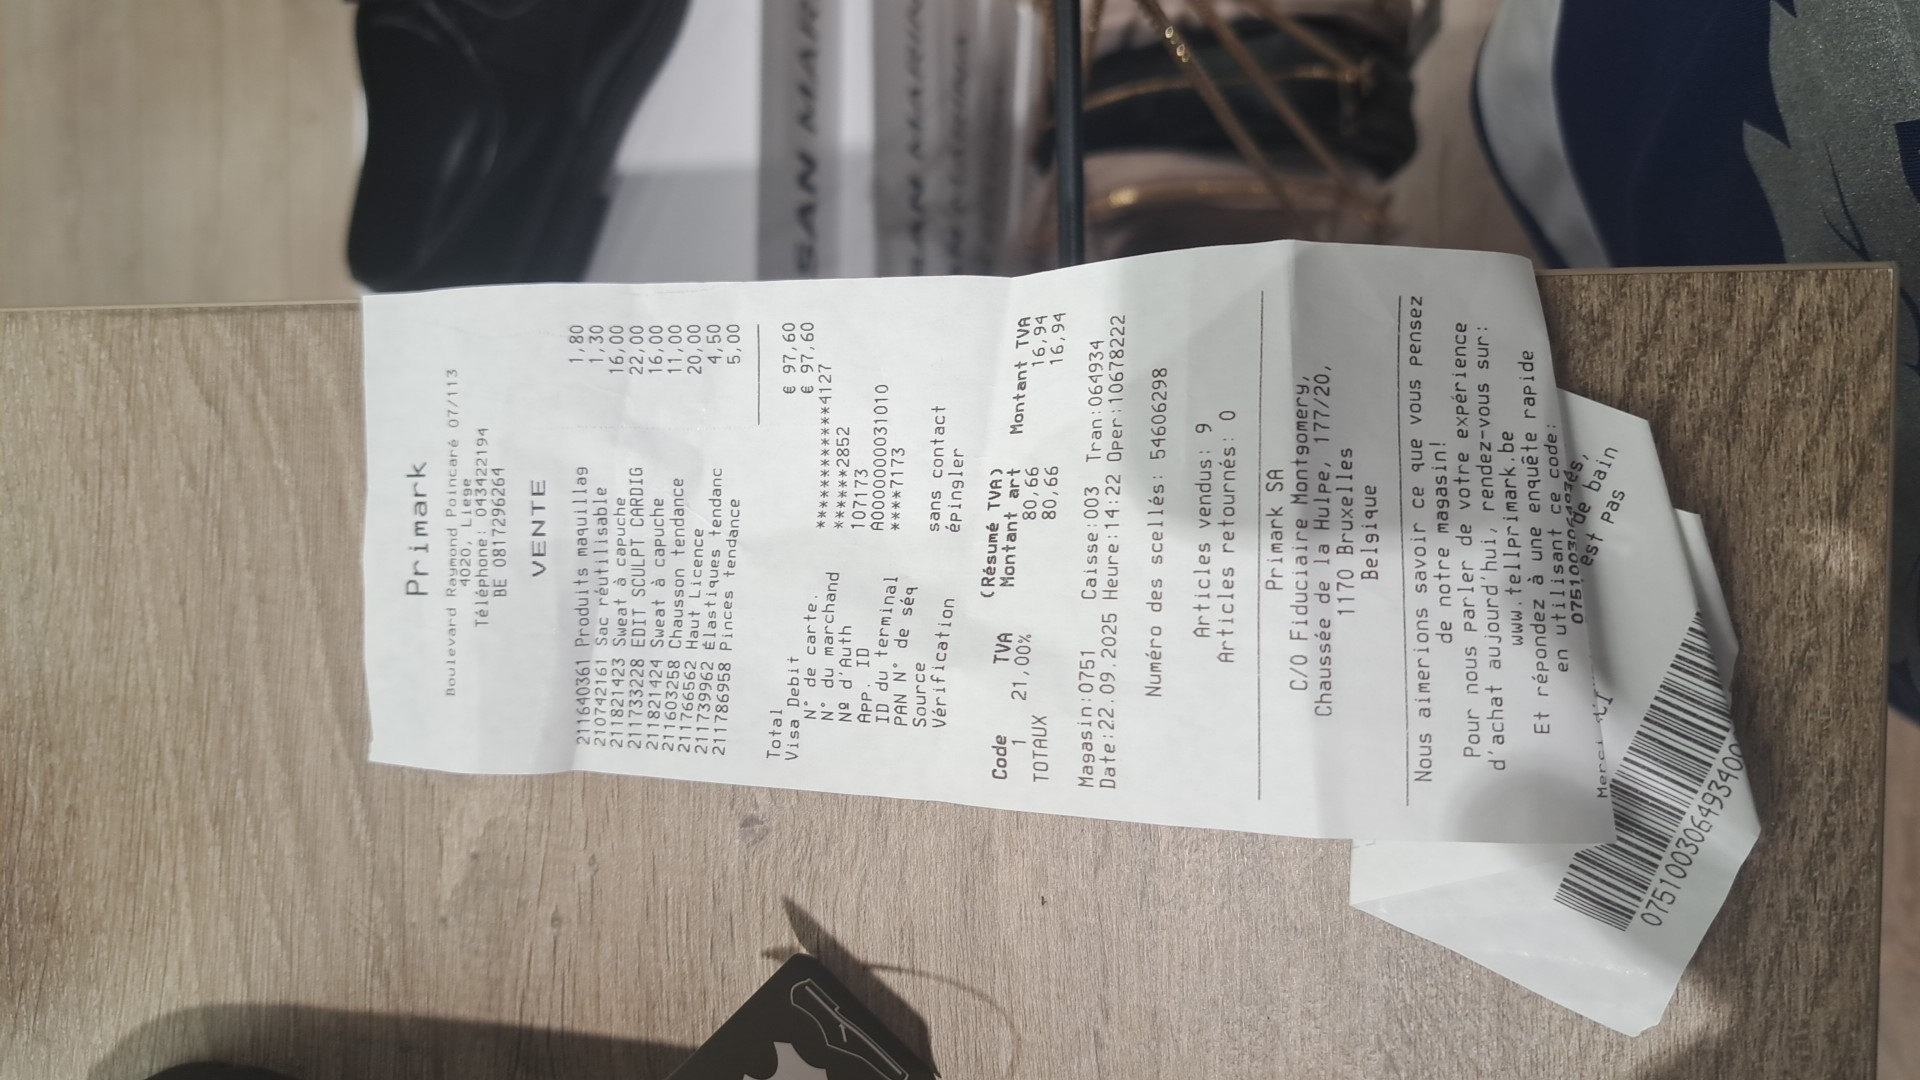 Primark
Boulevard Raymond Poincaré 07/113
4020, Liege
Téléphone: 043422194
BE 0817296264
VENTE
211640361 Produits maquillag 1,80
210742161 Sac réutilisable 1,30
211821423 Sweat à capuche 16,00
211733228 EDIT SCULPT CARDIG 22,00
211821424 Sweat à capuche 16,00
211603258 Chausson tendance 11,00
211766562 Haut Licence 20,00
211739962 Élastiques tendanc 4,50
211786958 Pinces tendance 5,00
Total € 97,60
Visa Debit € 97,60
N° de carte. ************4127
N° du marchand ******2852
Nº d'Auth 107173
App. ID A0000000031010
ID du terminal ****7173
PAN N° de séq
Source sans contact
Vérification épingler
(Résumé TVA)
Code TVA Montant art Montant TVA
1 21,00% 80,66 16,94
TOTAUX 80,66 16,94
Magasin:0751 Caisse:003 Tran:064934
Date:22.09.2025 Heure:14:22 Oper:10678222
Numéro des scellés: 54606298
Articles vendus: 9
Articles retournés: 0
Primark SA
C/O Fiduciaire Montgomery,
Chaussée de la Hulpe, 177/20,
1170 Bruxelles
Belgique
Nous aimerions savoir ce que vous pensez
de notre magasin!
Pour nous parler de votre expérience
d'achat aujourd'hui, rendez-vous sur:
www.tellprimark.be
Et répondez à une enquête rapide
en utilisant ce code:
de bain
est pas
SAN MAR